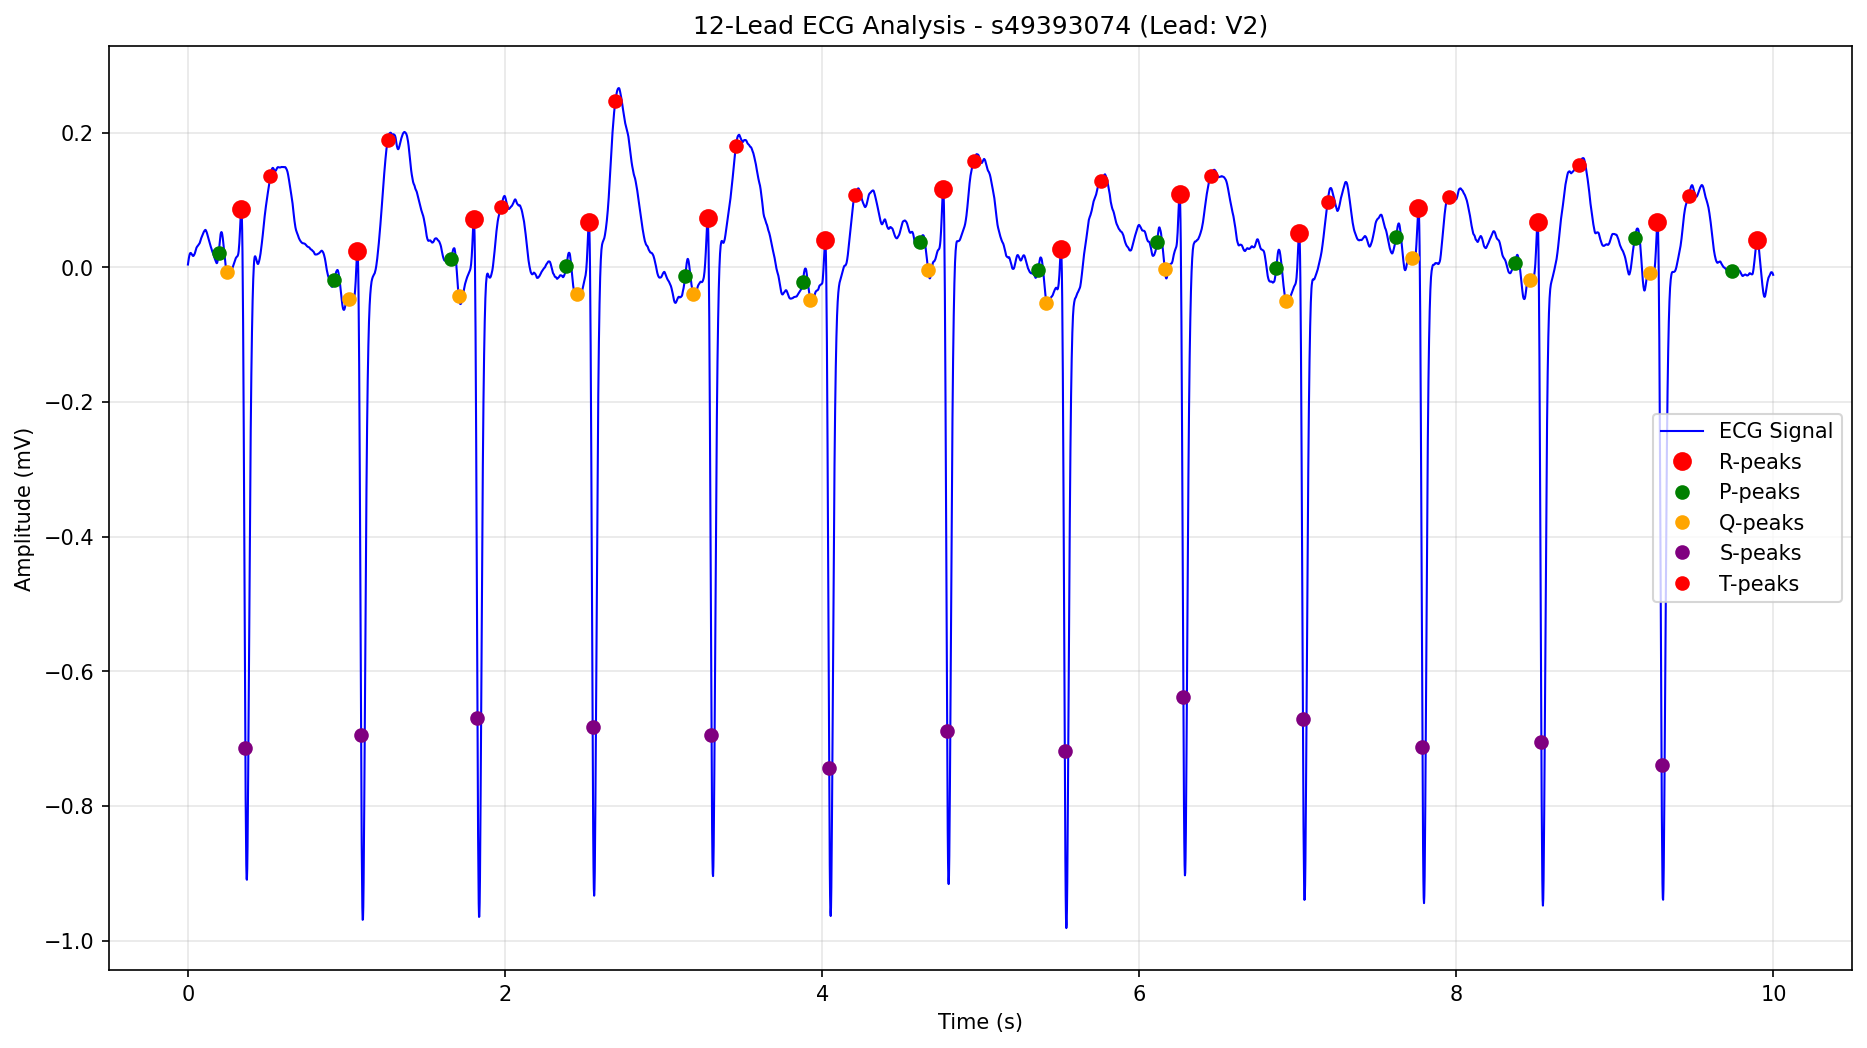 12-Lead ECG Analysis - s49393074 (Lead: V2)
0.2
0.0
−0.2
−0.4
−0.6
−0.8
−1.0
Amplitude (mV)
ECG Signal
R-peaks
P-peaks
Q-peaks
S-peaks
T-peaks
0 2 4 6 8 10
Time (s)